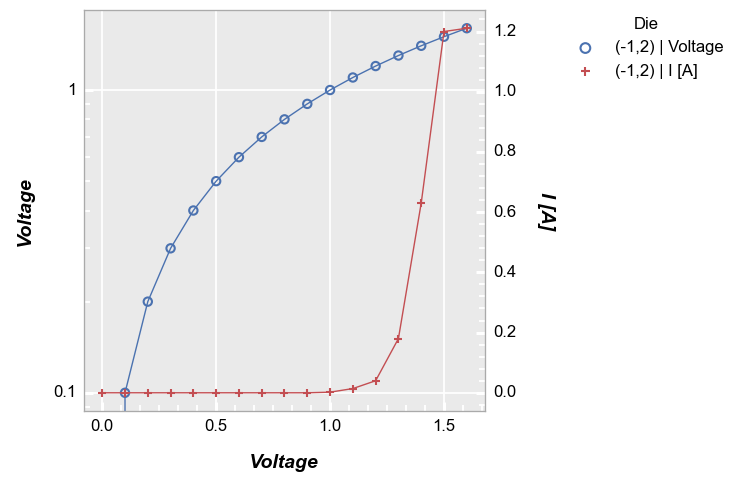 Die
(-1,2) | Voltage
(-1,2) | I [A]
Voltage
1
0.1
I [A]
1.2
1.0
0.8
0.6
0.4
0.2
0.0
0.0 0.5 1.0 1.5
Voltage